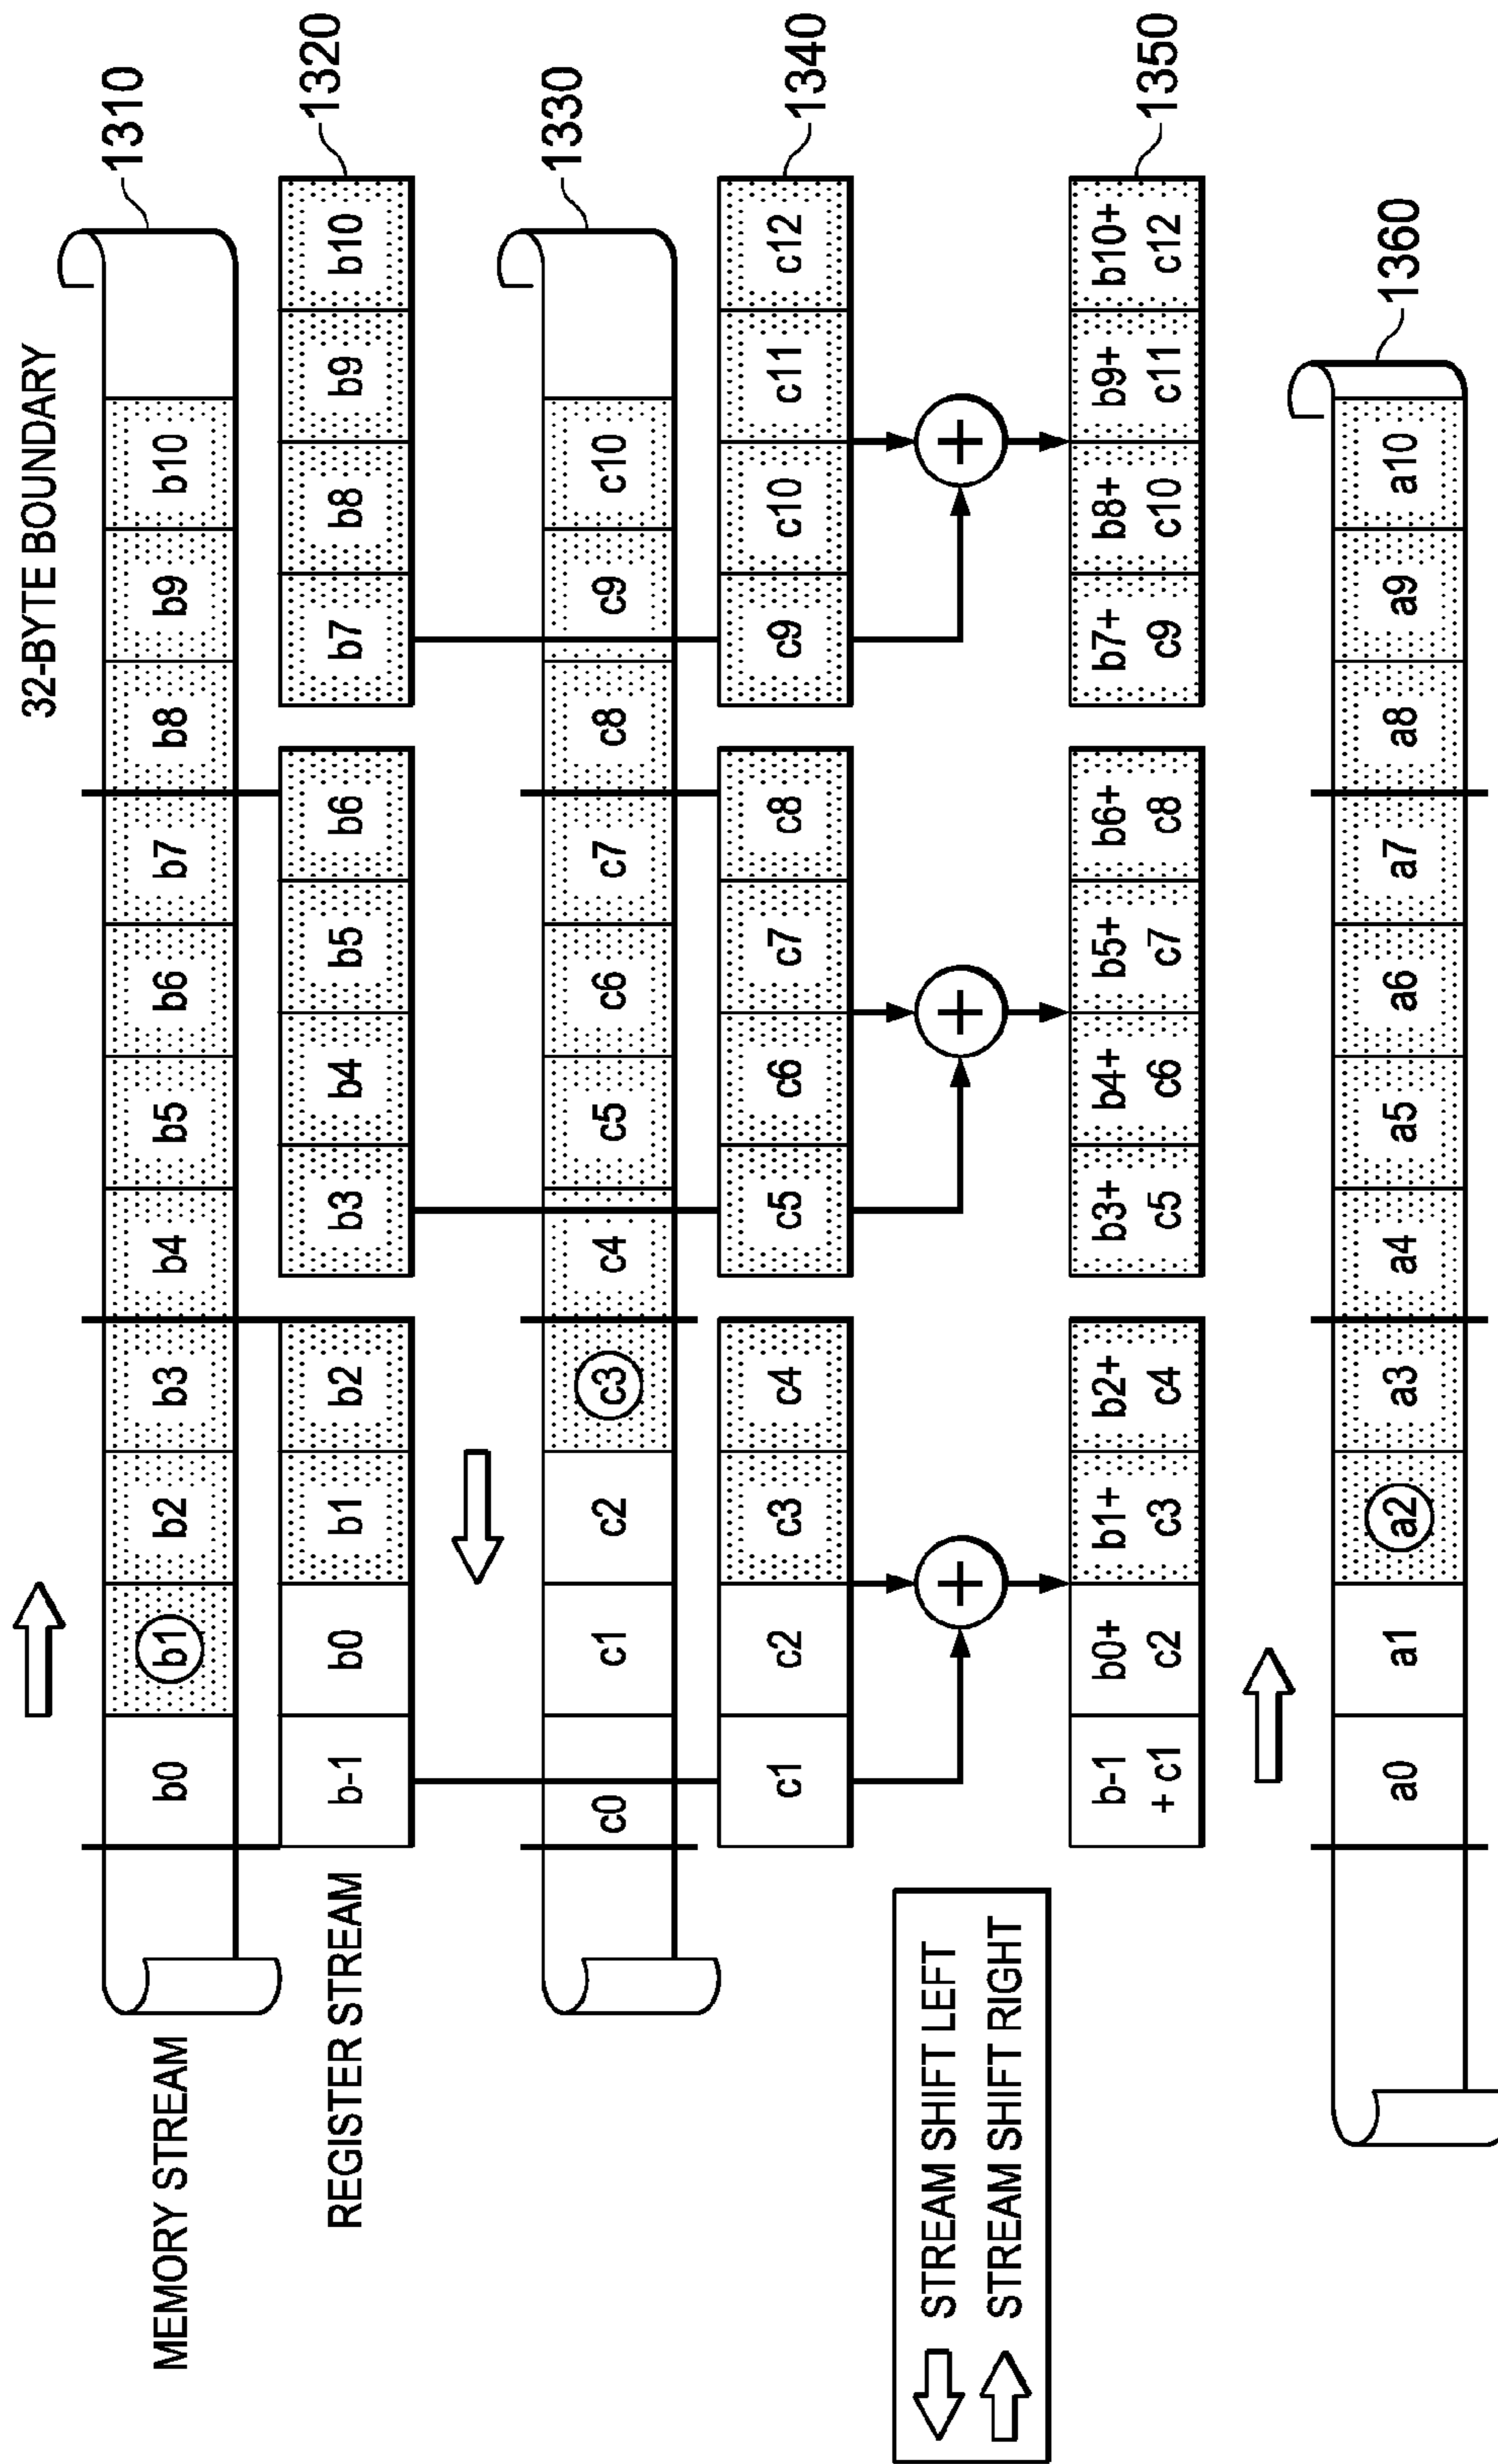 32-BYTE BOUNDARY
MEMORY STREAM
b0 b1 b2 b3 b4 b5 b6 b7 b8 b9 b10
1310
REGISTER STREAM
b-1 b0 b1 b2 b3 b4 b5 b6 b7 b8 b9 b10
1320
c0 c1 c2 c3 c4 c5 c6 c7 c8 c9 c10
1330
c1 c2 c3 c4 c5 c6 c7 c8 c9 c10 c11 c12
1340
+ + +
STREAM SHIFT LEFT
STREAM SHIFT RIGHT
b-1 b0+ b1+ b2+ b3+ b4+ b5+ b6+ b7+ b8+ b9+ b10+
+ c1 c2 c3 c4 c5 c6 c7 c8 c9 c10 c11 c12
1350
a0 a1 a2 a3 a4 a5 a6 a7 a8 a9 a10
1360